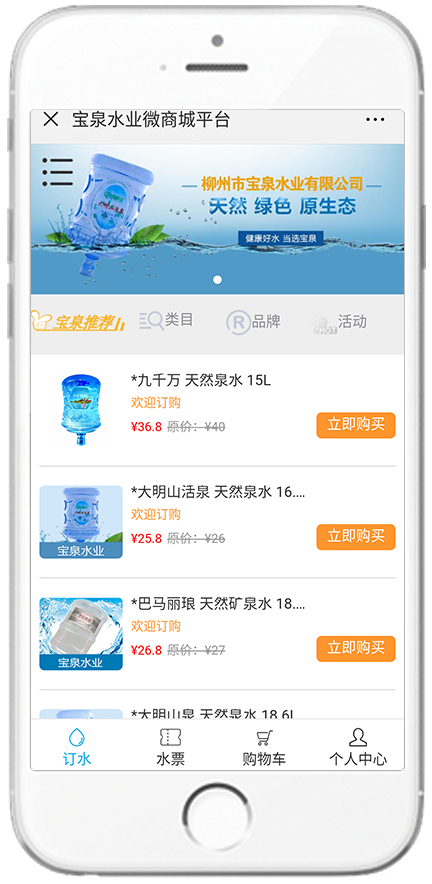 宝泉水业微商城平台
柳州市宝泉水业有限公司
天然 绿色 原生态
健康好水 当选宝泉
宝泉推荐
类目
R 品牌
HOT 活动
*九千万 天然泉水 15L
欢迎订购
¥36.8 原价：¥40
立即购买
*大明山活泉 天然泉水 16....
欢迎订购
¥25.8 原价：¥26
立即购买
宝泉水业
*巴马丽琅 天然矿泉水 18....
欢迎订购
¥26.8 原价：¥27
立即购买
宝泉水业
*大明山泉 天然泉水 18.6L
订水
水票
购物车
个人中心